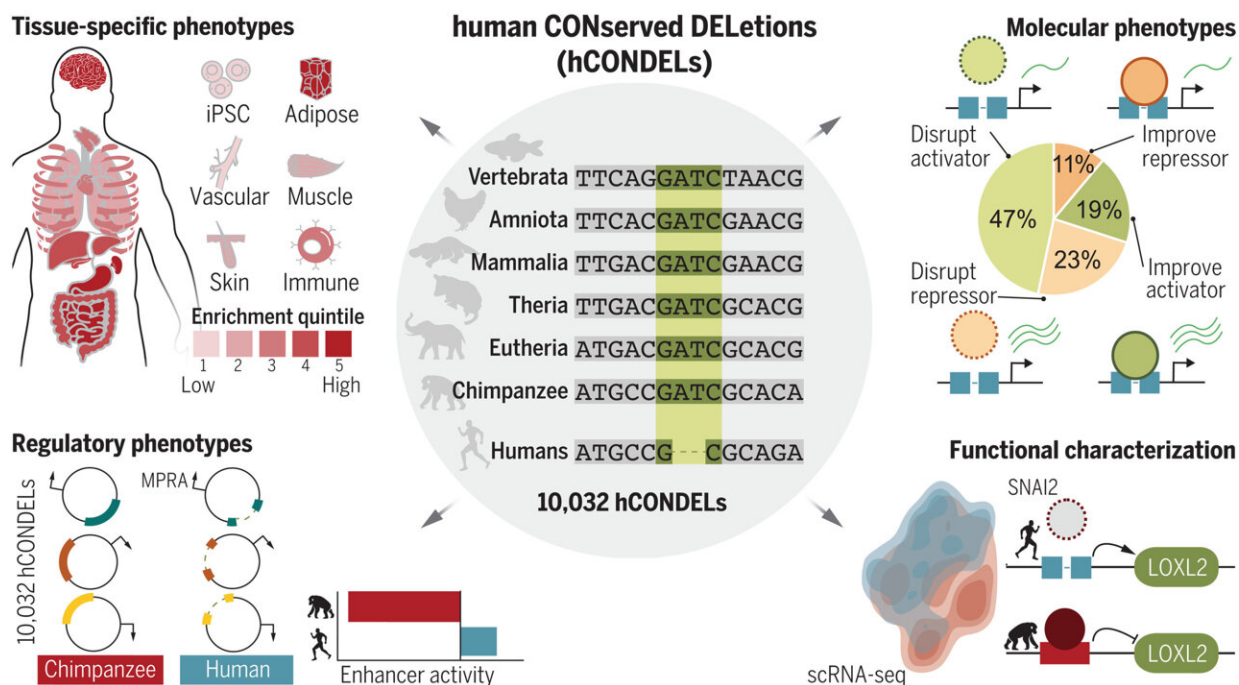 Tissue-specific phenotypes
iPSC
Adipose
Vascular
Muscle
Skin
Immune
Enrichment quintile
1 2 3 4 5
Low High
human CONserved DELetions
(hCONDELs)
Vertebrata TTCAGGATCTAACG
Amniota TTCACGATCGAACG
Mammalia TTGACGATCGAACG
Theria TTGACGATCGCACG
Eutheria ATGACGATCGCACG
Chimpanzee ATGCCGATCGCACA
Humans ATGCCG--CGCAGA
10,032 hCONDELs
Molecular phenotypes
Disrupt
activator
Improve
repressor
11%
47%
19%
23%
Disrupt
repressor
Improve
activator
Regulatory phenotypes
MPRA
10,032 hCONDELs
Chimpanzee
Human
Enhancer activity
Functional characterization
scRNA-seq
SNAI2
LOXL2
LOXL2